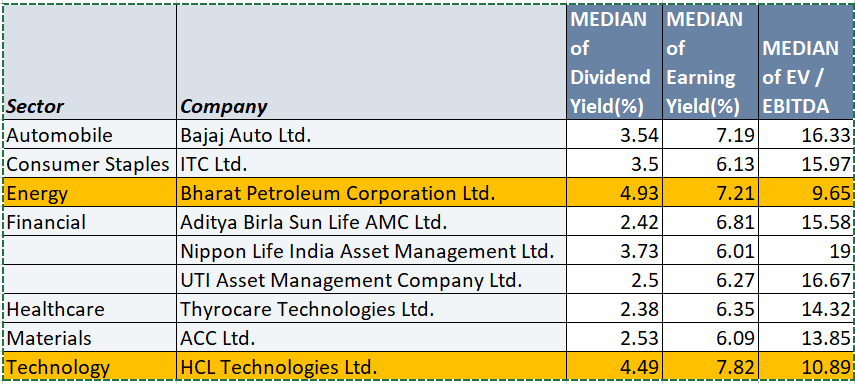 Sector Company MEDIAN of Dividend Yield(%) MEDIAN of Earning Yield(%) MEDIAN of EV / EBITDA
Automobile Bajaj Auto Ltd. 3.54 7.19 16.33
Consumer Staples ITC Ltd. 3.5 6.13 15.97
Energy Bharat Petroleum Corporation Ltd. 4.93 7.21 9.65
Financial Aditya Birla Sun Life AMC Ltd. 2.42 6.81 15.58
Nippon Life India Asset Management Ltd. 3.73 6.01 19
UTI Asset Management Company Ltd. 2.5 6.27 16.67
Healthcare Thyrocare Technologies Ltd. 2.38 6.35 14.32
Materials ACC Ltd. 2.53 6.09 13.85
Technology HCL Technologies Ltd. 4.49 7.82 10.89